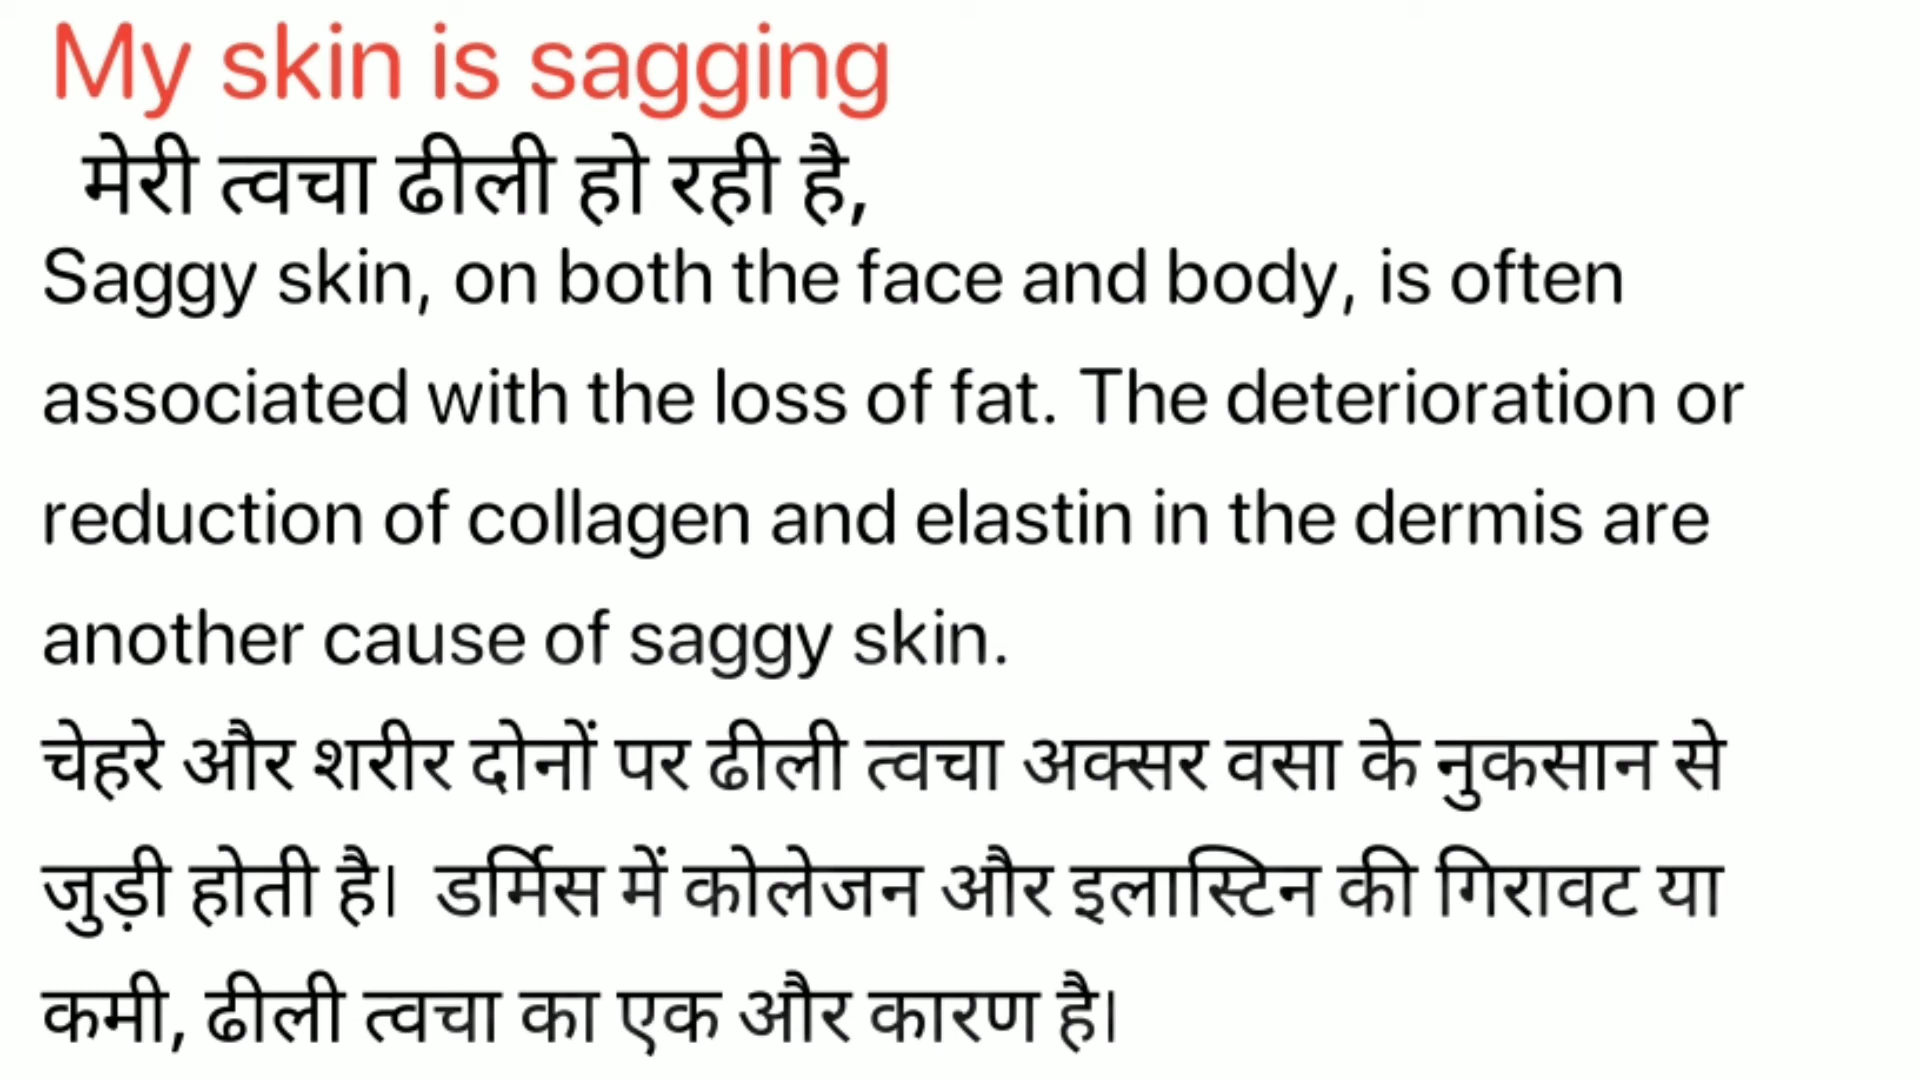 My skin is sagging
मेरी त्वचा ढीली हो रही है,
Saggy skin, on both the face and body, is often
associated with the loss of fat. The deterioration or
reduction of collagen and elastin in the dermis are
another cause of saggy skin.
चेहरे और शरीर दोनों पर ढीली त्वचा अक्सर वसा के नुकसान से
जुड़ी होती है। डर्मिस में कोलेजन और इलास्टिन की गिरावट या
कमी, ढीली त्वचा का एक और कारण है।